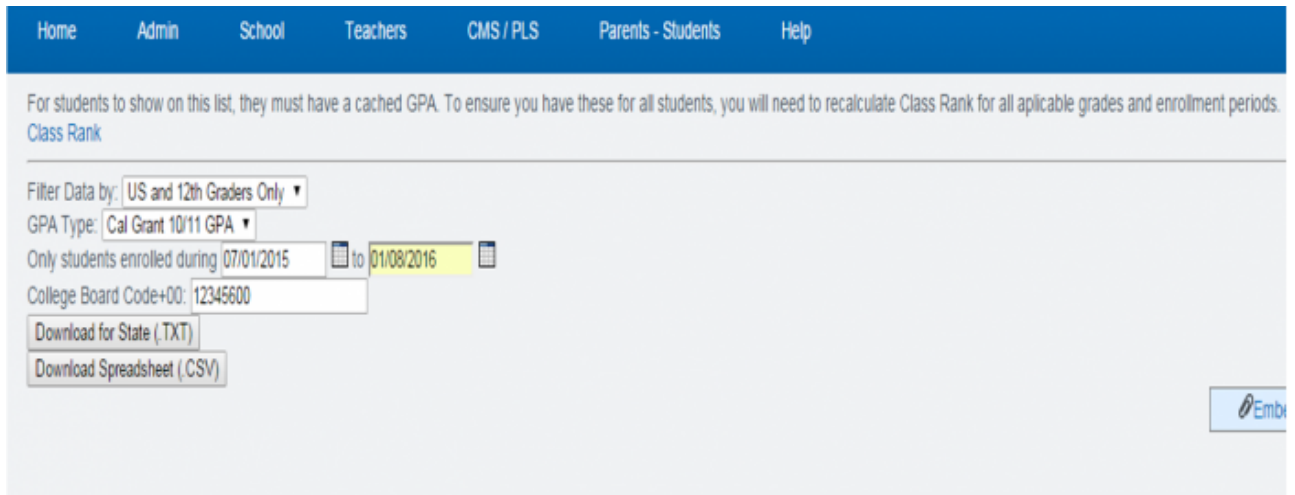 Home Admin School Teachers CMS / PLS Parents - Students Help
For students to show on this list, they must have a cached GPA. To ensure you have these for all students, you will need to recalculate Class Rank for all aplicable grades and enrollment periods.
Class Rank
Filter Data by: US and 12th Graders Only
GPA Type: Cal Grant 10/11 GPA
Only students enrolled during 07/01/2015 to 01/08/2016
College Board Code+00: 12345600
Download for State (.TXT)
Download Spreadsheet (.CSV)
Embe